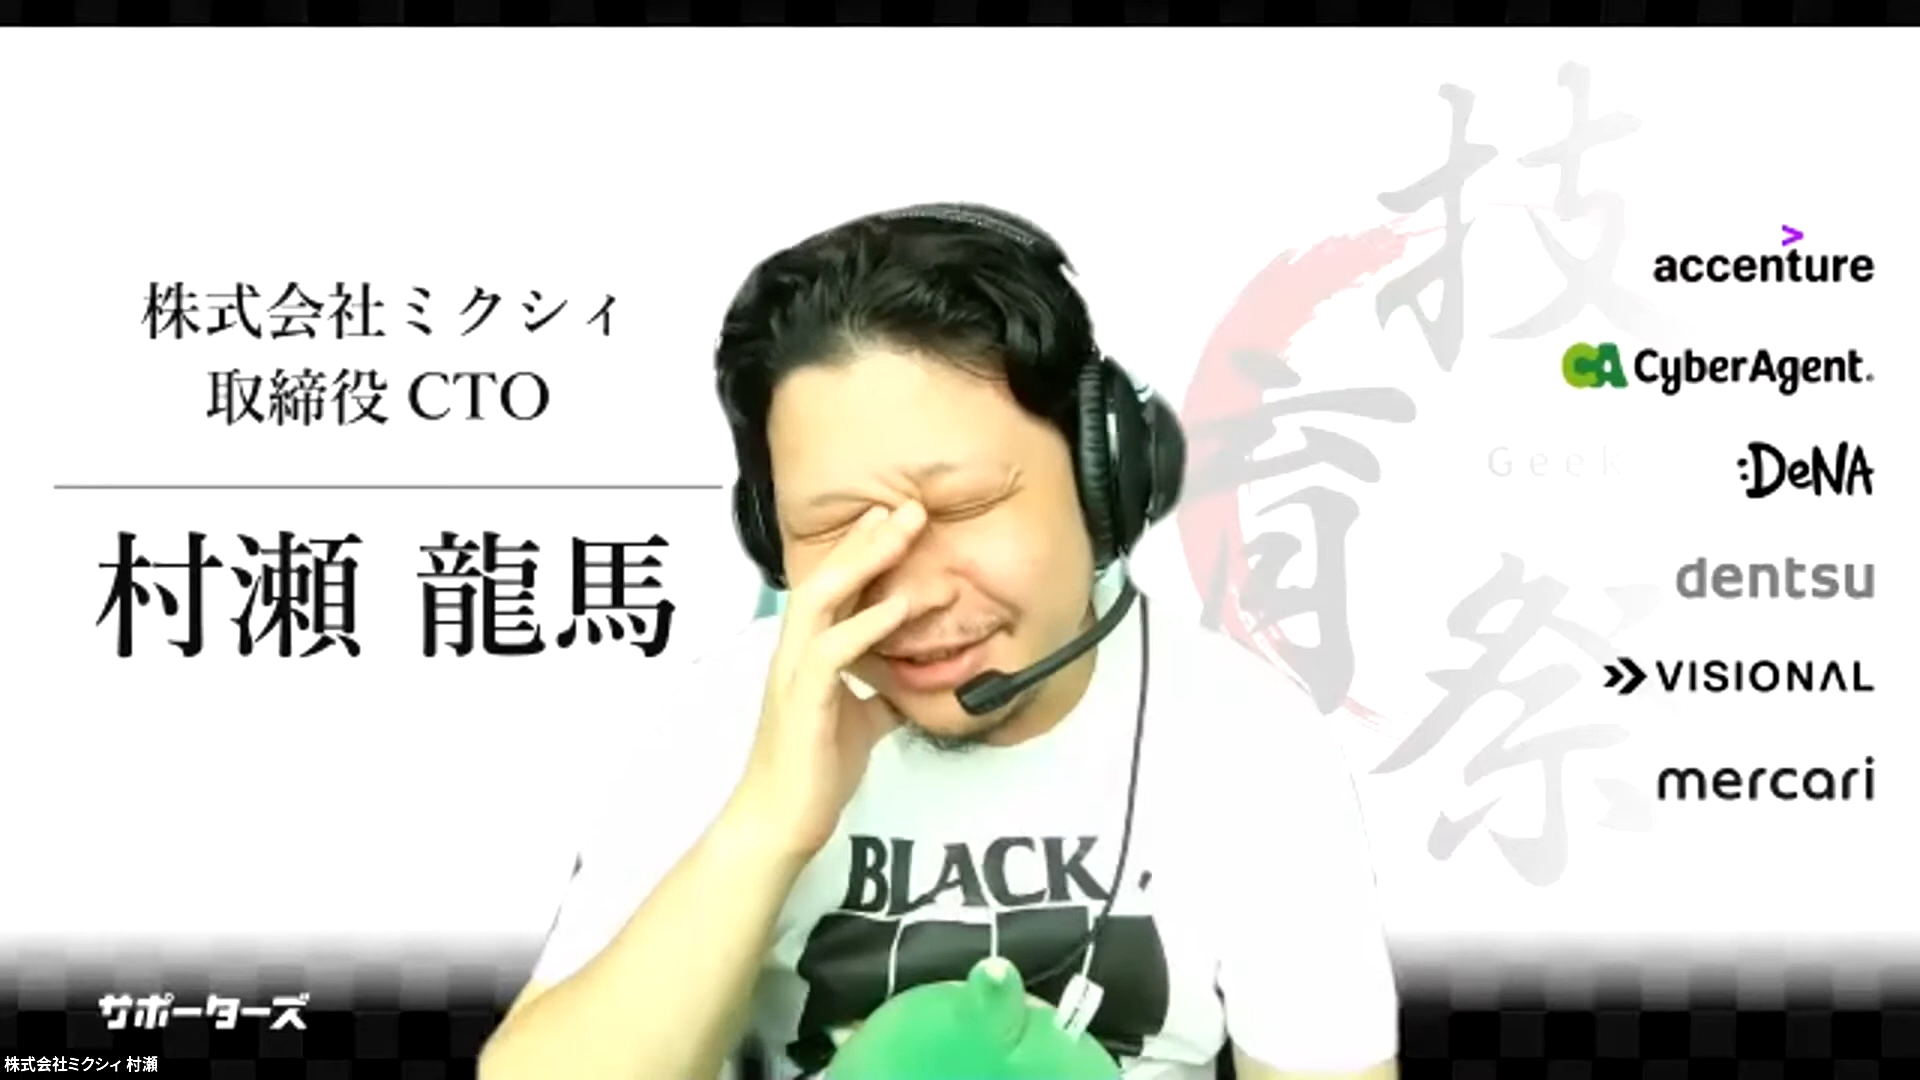 株式会社ミクシィ
取締役 CTO
村瀬 龍馬
技育祭
Geek
accenture
CyberAgent.
DeNA
dentsu
VISIONAL
mercari
BLACK
サポーターズ
株式会社ミクシィ 村瀬